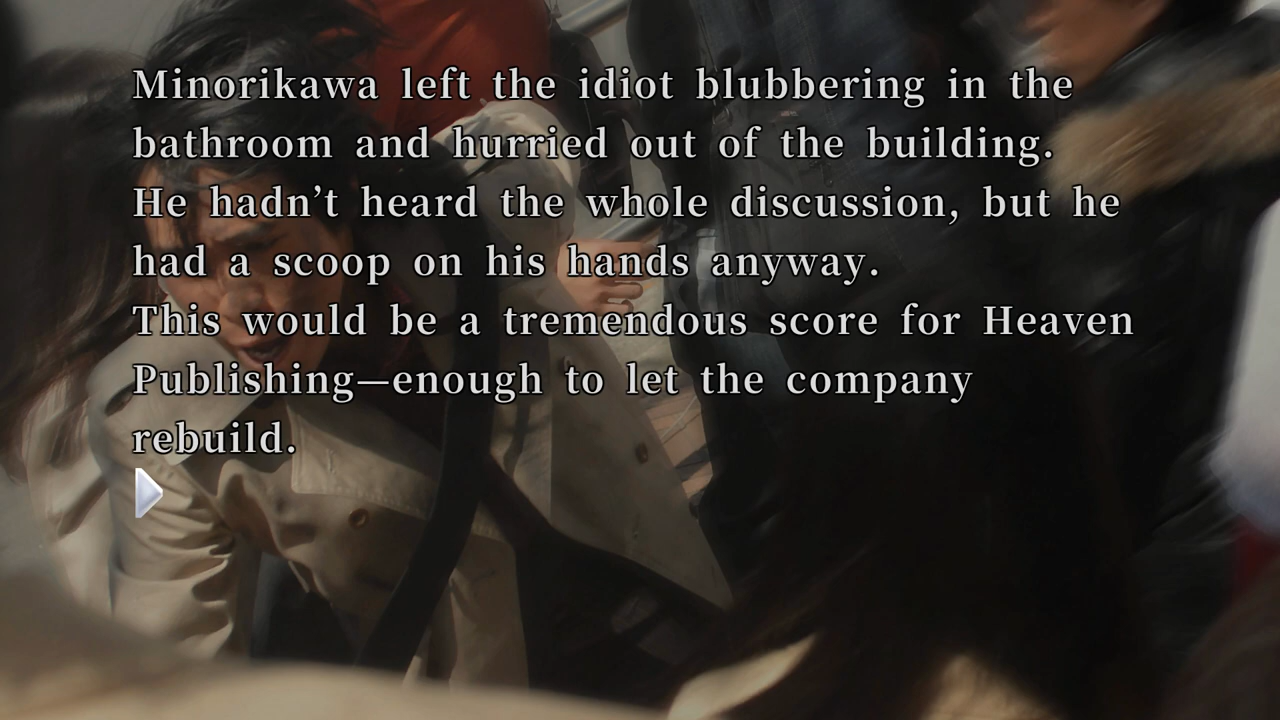 Minorikawa left the idiot blubbering in the
bathroom and hurried out of the building.
He hadn’t heard the whole discussion, but he
had a scoop on his hands anyway.
This would be a tremendous score for Heaven
Publishing—enough to let the company
rebuild.